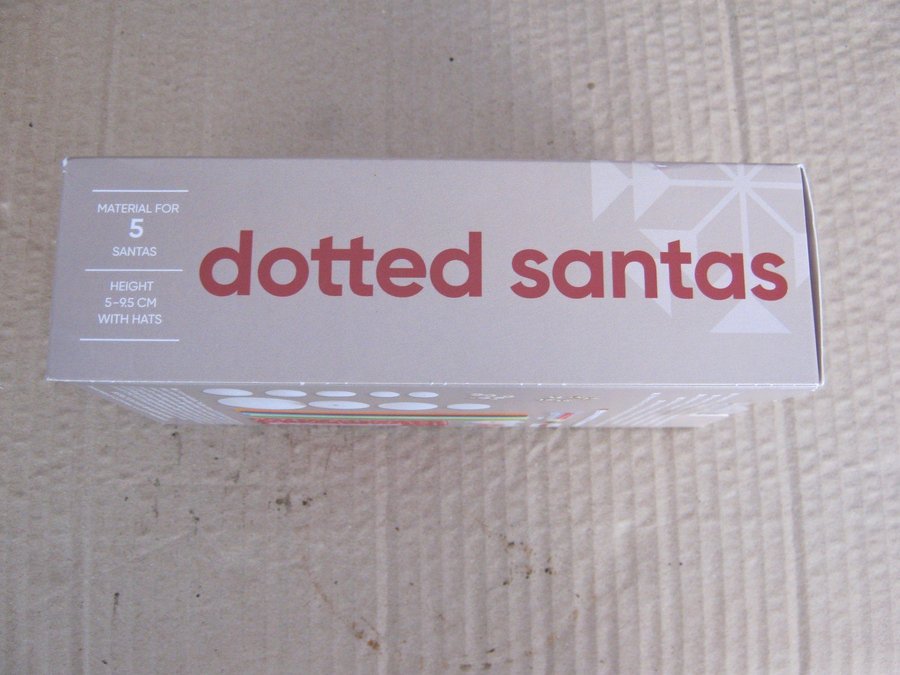 MATERIAL FOR
5
SANTAS
HEIGHT
5-9.5 CM
WITH HATS
dotted santas